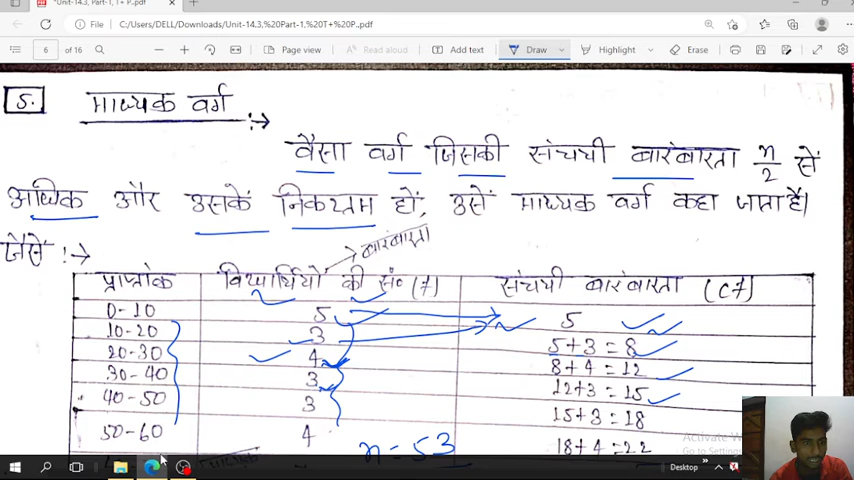 *Unit-14.3, Part-1, T+ P..pdf
File | C:/Users/DELL/Downloads/Unit-14.3,%20Part-1,%20T+%20P..pdf
6 of 16 Page view Read aloud Add text Draw Highlight Erase
5. माध्यक वर्ग :→
वैसा वर्ग जिसकी संचयी बारंबारता n/2 से
अधिक और उसकें निकटतम हों, उसें माध्यक वर्ग कहा जाता है।
जैसें :→
बारंबारता
प्राप्तांक विद्यार्थियों की सं० (f) संचयी बारंबारता (cf)
0-10 5 5
10-20 3 5+3=8
20-30 4 8+4=12
30-40 3 12+3=15
40-50 3 15+3=18
50-60 4 18+4=22
n=53
Activate
Go to Settings
Desktop